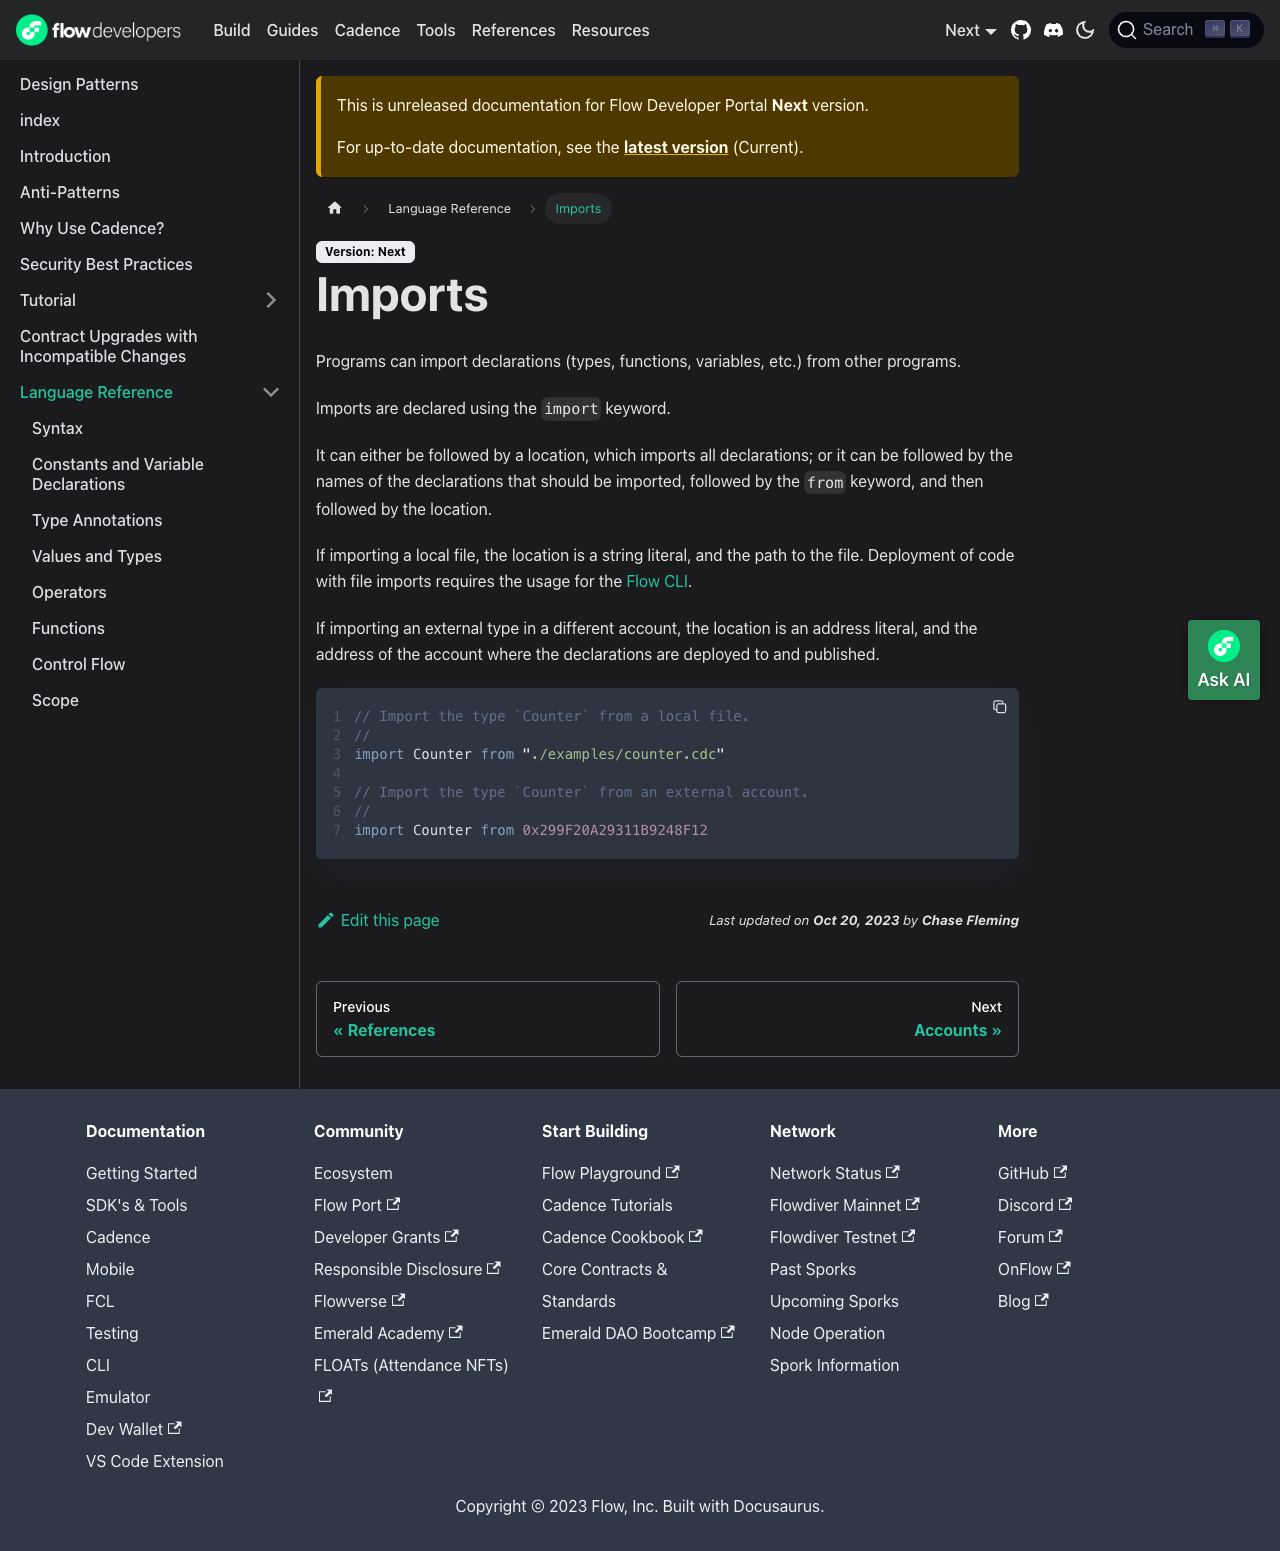 flowdevelopers
Build
Guides
Cadence
Tools
References
Resources
Next
Search
⌘
K
Design Patterns
index
Introduction
Anti-Patterns
Why Use Cadence?
Security Best Practices
Tutorial
Contract Upgrades with
Incompatible Changes
Language Reference
Syntax
Constants and Variable
Declarations
Type Annotations
Values and Types
Operators
Functions
Control Flow
Scope
This is unreleased documentation for Flow Developer Portal Next version.
For up-to-date documentation, see the latest version (Current).
Language Reference
Imports
Version: Next
Imports
Programs can import declarations (types, functions, variables, etc.) from other programs.
Imports are declared using the import keyword.
It can either be followed by a location, which imports all declarations; or it can be followed by the
names of the declarations that should be imported, followed by the from keyword, and then
followed by the location.
If importing a local file, the location is a string literal, and the path to the file. Deployment of code
with file imports requires the usage for the Flow CLI.
If importing an external type in a different account, the location is an address literal, and the
address of the account where the declarations are deployed to and published.
1 // Import the type `Counter` from a local file.
2 //
3 import Counter from "./examples/counter.cdc"
4
5 // Import the type `Counter` from an external account.
6 //
7 import Counter from 0x299F20A29311B9248F12
Ask AI
Edit this page
Last updated on Oct 20, 2023 by Chase Fleming
Previous
« References
Next
Accounts »
Documentation
Getting Started
SDK's & Tools
Cadence
Mobile
FCL
Testing
CLI
Emulator
Dev Wallet
VS Code Extension
Community
Ecosystem
Flow Port
Developer Grants
Responsible Disclosure
Flowverse
Emerald Academy
FLOATs (Attendance NFTs)
Start Building
Flow Playground
Cadence Tutorials
Cadence Cookbook
Core Contracts &
Standards
Emerald DAO Bootcamp
Network
Network Status
Flowdiver Mainnet
Flowdiver Testnet
Past Sporks
Upcoming Sporks
Node Operation
Spork Information
More
GitHub
Discord
Forum
OnFlow
Blog
Copyright © 2023 Flow, Inc. Built with Docusaurus.